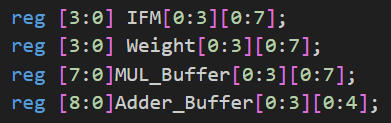 reg [3:0] IFM[0:3][0:7];
reg [3:0] Weight[0:3][0:7];
reg [7:0]MUL_Buffer[0:3][0:7];
reg [8:0]Adder_Buffer[0:3][0:4];